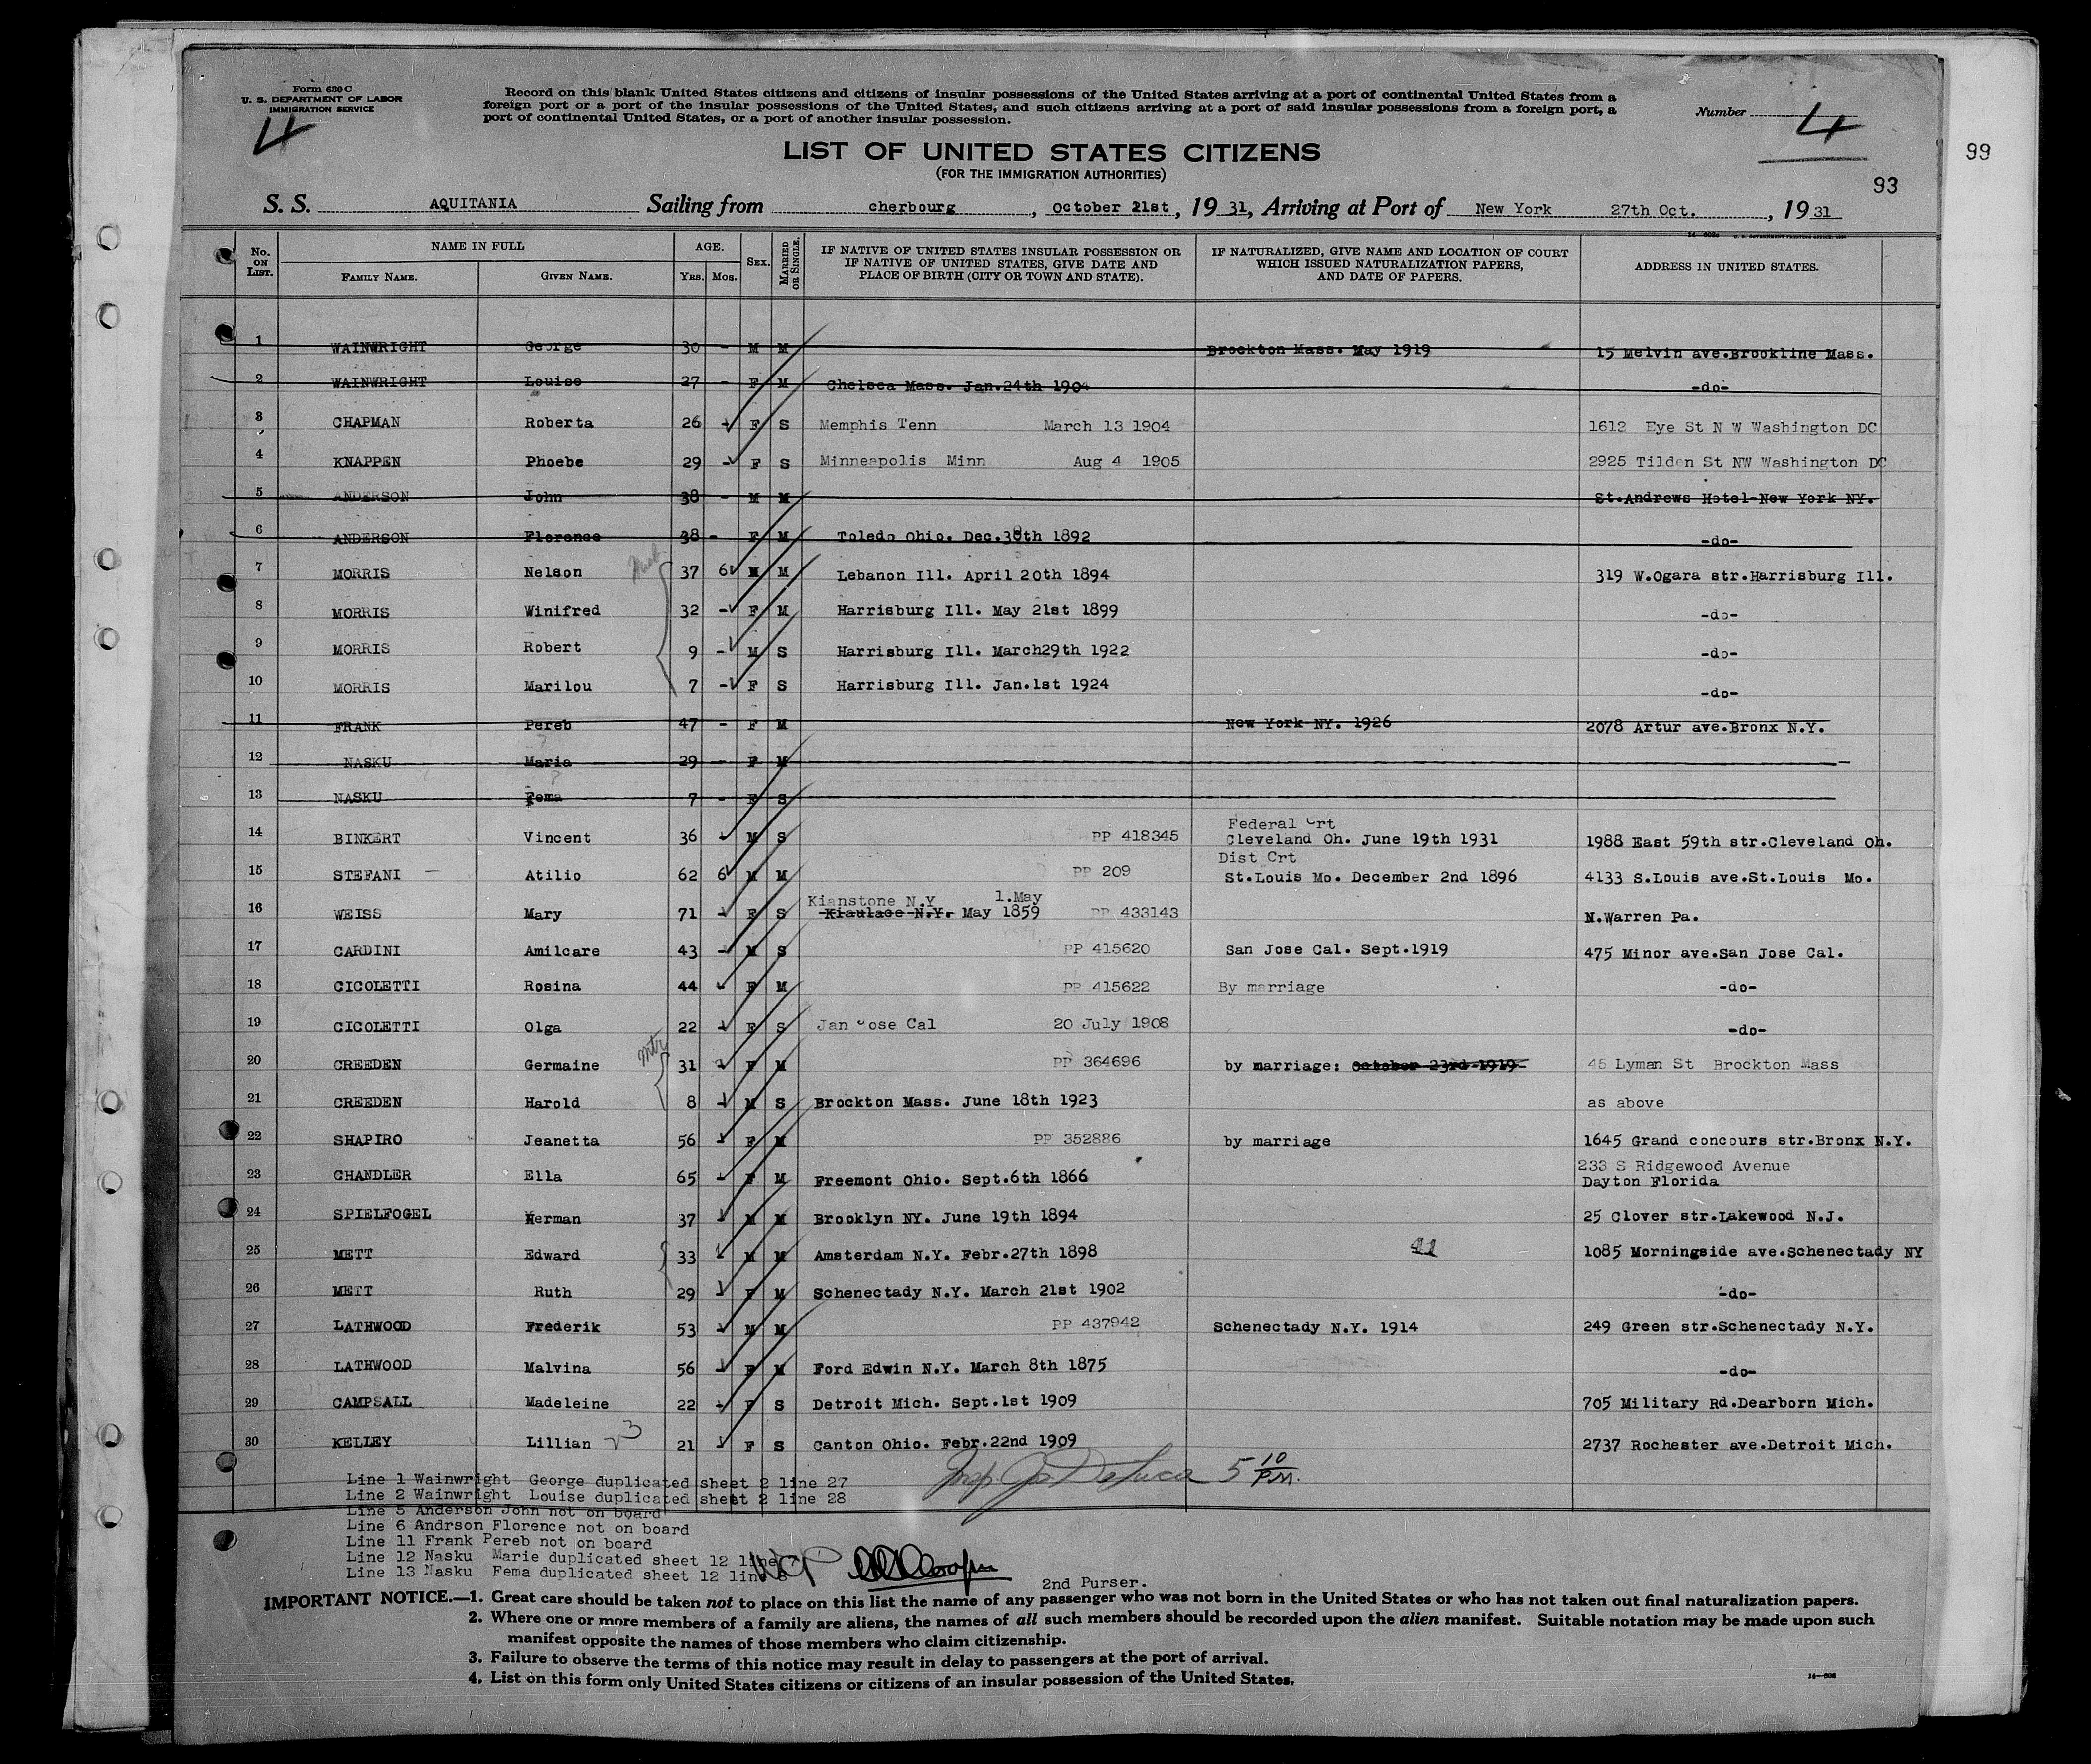 Form 630 C
U. S. DEPARTMENT OF LABOR
IMMIGRATION SERVICE
4
Record on this blank United States citizens and citizens of insular possessions of the United States arriving at a port of continental United States from a
foreign port or a port of the insular possessions of the United States, and such citizens arriving at a port of said insular possessions from a foreign port, a
port of continental United States, or a port of another insular possession.
Number 4
99
LIST OF UNITED STATES CITIZENS
(FOR THE IMMIGRATION AUTHORITIES)
93
S. S. AQUITANIA Sailing from cherbourg, October 21st, 19 31, Arriving at Port of New York 27th Oct., 19 31
No. ON LIST. NAME IN FULL FAMILY NAME. GIVEN NAME. AGE. YRS. MOS. SEX. MARRIED OR SINGLE. IF NATIVE OF UNITED STATES INSULAR POSSESSION OR IF NATIVE OF UNITED STATES, GIVE DATE AND PLACE OF BIRTH (CITY OR TOWN AND STATE). IF NATURALIZED, GIVE NAME AND LOCATION OF COURT WHICH ISSUED NATURALIZATION PAPERS, AND DATE OF PAPERS. ADDRESS IN UNITED STATES.
1 WAINWRIGHT George 30 - M M Brockton Mass. May 1919 15 Melvin ave.Brookline Mass.
2 WAINWRIGHT Louise 27 - F M Chelsea Mass. Jan.24th 1904 -do-
3 CHAPMAN Roberta 26 - F S Memphis Tenn March 13 1904 1612 Eye St N W Washington DC
4 KNAPPEN Phoebe 29 - F S Minneapolis Minn Aug 4 1905 2925 Tilden St NW Washington DC
5 ANDERSON John 38 - M M St.Andrews Hotel-New York NY.
6 ANDERSON Florence 38 - F M Toledo Ohio. Dec.30th 1892 -do-
7 MORRIS Nelson 37 6 M M Lebanon Ill. April 20th 1894 319 W.Ogara str.Harrisburg Ill.
8 MORRIS Winifred 32 - F M Harrisburg Ill. May 21st 1899 -do-
9 MORRIS Robert 9 - M S Harrisburg Ill. March29th 1922 -do-
10 MORRIS Marilou 7 - F S Harrisburg Ill. Jan.1st 1924 -do-
11 FRANK Pereb 47 - F M New York NY. 1926 2078 Artur ave.Bronx N.Y.
12 NASKU Maria 29 - F M
13 NASKU Fema 7 - F S
14 BINKERT Vincent 36 - M S PP 418345 Federal Crt Cleveland Oh. June 19th 1931 1988 East 59th str.Cleveland Oh.
15 STEFANI Atilio 62 6 M M PP 209 Dist Crt St.Louis Mo. December 2nd 1896 4133 S.Louis ave.St.Louis Mo.
16 WEISS Mary 71 - F S Kianstone N.Y 1.May Kiaulace N.Y. May 1859 PP 433143 N.Warren Pa.
17 CARDINI Amilcare 43 - M S PP 415620 San Jose Cal. Sept.1919 475 Minor ave.San Jose Cal.
18 CICOLETTI Rosina 44 - F M PP 415622 By marriage -do-
19 CICOLETTI Olga 22 - F S Jan Jose Cal 20 July 1908 -do-
20 CREEDEN Germaine 31 - F M PP 364696 by marriage: October 23rd 1919 45 Lyman St Brockton Mass
21 CREEDEN Harold 8 - M S Brockton Mass. June 18th 1923 as above
22 SHAPIRO Jeanetta 56 - F M PP 352886 by marriage 1645 Grand concours str.Bronx N.Y.
23 CHANDLER Ella 65 - F M Freemont Ohio. Sept.6th 1866 233 S Ridgewood Avenue Dayton Florida
24 SPIELFOGEL Herman 37 M M Brooklyn NY. June 19th 1894 25 Clover str.Lakewood N.J.
25 METT Edward 33 M M Amsterdam N.Y. Febr.27th 1898 1085 Morningside ave.Schenectady NY
26 METT Ruth 29 F M Schenectady N.Y. March 21st 1902 -do-
27 LATHWOOD Frederik 53 - M M PP 437942 Schenectady N.Y. 1914 249 Green str.Schenectady N.Y.
28 LATHWOOD Malvina 56 - F M Ford Edwin N.Y. March 8th 1875 -do-
29 CAMPSALL Madeleine 22 - F S Detroit Mich. Sept.1st 1909 705 Military Rd.Dearborn Mich.
30 KELLEY Lillian 21 F S Canton Ohio. Febr.22nd 1909 2737 Rochester ave.Detroit Mich.
5 10 P.M.
Line 1 Wainwright George duplicated sheet 2 line 27
Line 2 Wainwright Louise duplicated sheet 2 line 28
Line 5 Anderson John not on board
Line 6 Andrson Florence not on board
Line 11 Frank Pereb not on board
Line 12 Nasku Marie duplicated sheet 12 line 7
Line 13 Nasku Fema duplicated sheet 12 line 8
2nd Purser.
IMPORTANT NOTICE.—1. Great care should be taken not to place on this list the name of any passenger who was not born in the United States or who has not taken out final naturalization papers.
2. Where one or more members of a family are aliens, the names of all such members should be recorded upon the alien manifest. Suitable notation may be made upon such
manifest opposite the names of those members who claim citizenship.
3. Failure to observe the terms of this notice may result in delay to passengers at the port of arrival.
4. List on this form only United States citizens or citizens of an insular possession of the United States.
14—608